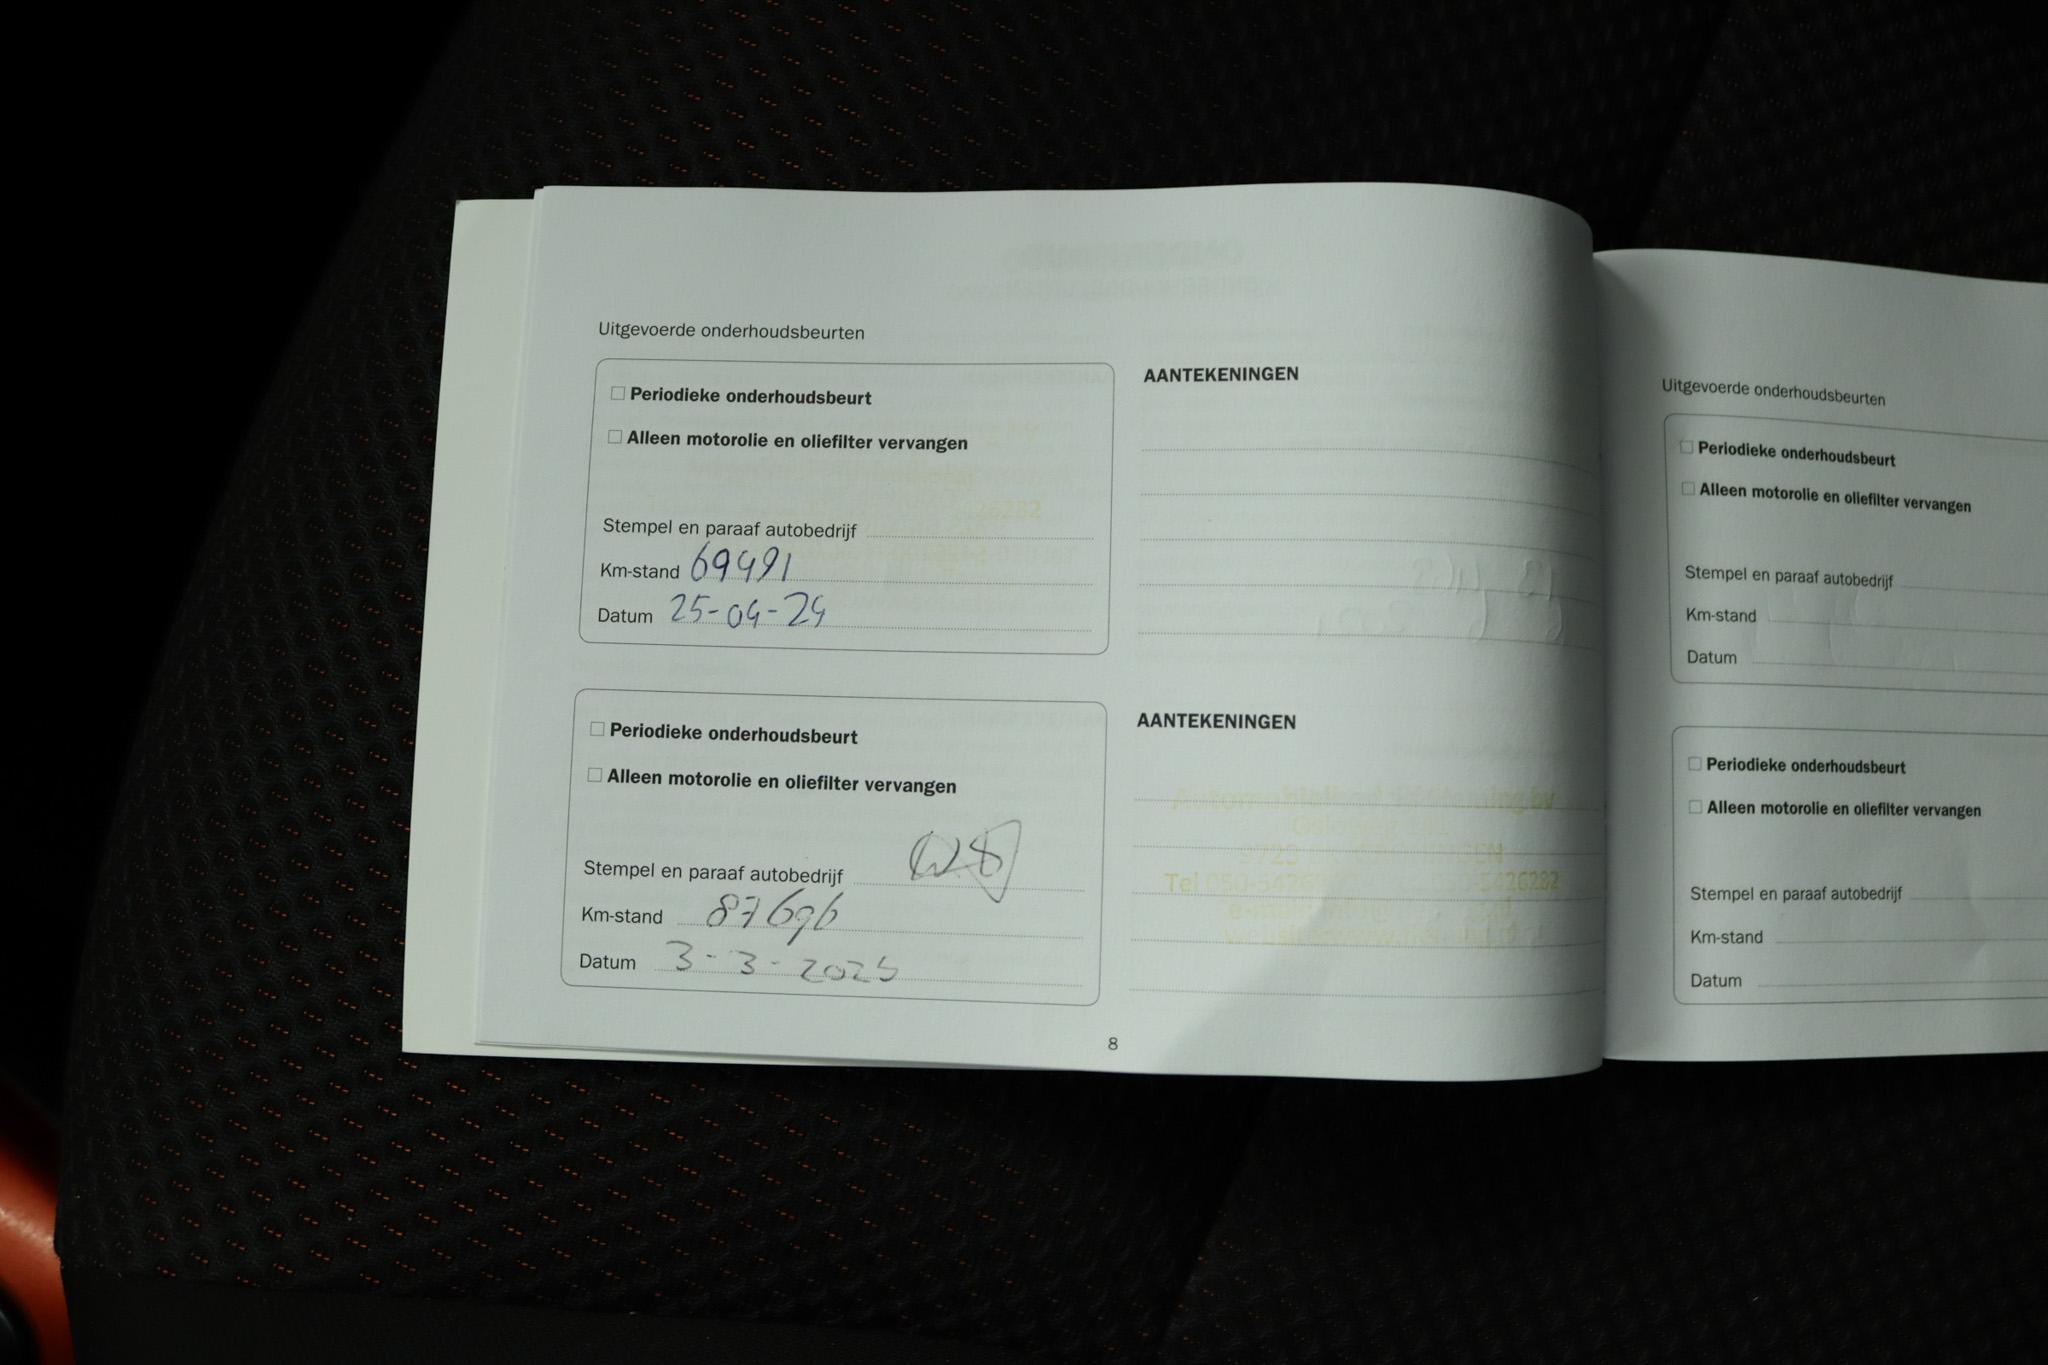 Uitgevoerde onderhoudsbeurten
Periodieke onderhoudsbeurt
Alleen motorolie en oliefilter vervangen
Stempel en paraaf autobedrijf
Km-stand 69491
Datum 25-04-24
AANTEKENINGEN
Periodieke onderhoudsbeurt
Alleen motorolie en oliefilter vervangen
Stempel en paraaf autobedrijf
Km-stand 87696
Datum 3-3-2025
AANTEKENINGEN
Tel 050-5426282
8
Uitgevoerde onderhoudsbeurten
Periodieke onderhoudsbeurt
Alleen motorolie en oliefilter vervangen
Stempel en paraaf autobedrijf
Km-stand
Datum
Periodieke onderhoudsbeurt
Alleen motorolie en oliefilter vervangen
Stempel en paraaf autobedrijf
Km-stand
Datum